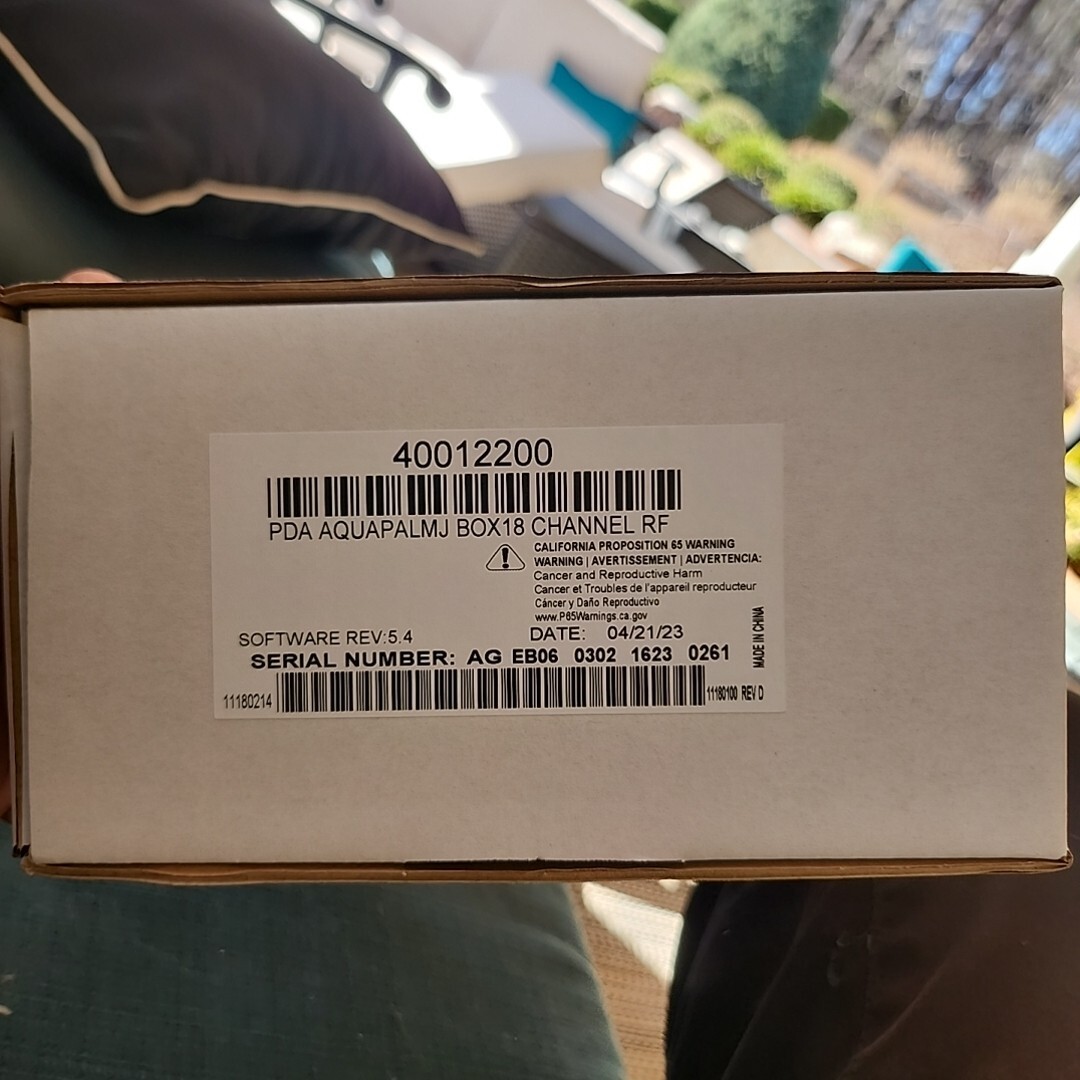 40012200
PDA AQUAPALMJ BOX18 CHANNEL RF
CALIFORNIA PROPOSITION 65 WARNING
WARNING | AVERTISSEMENT | ADVERTENCIA:
Cancer and Reproductive Harm
Cancer et Troubles de l'appareil reproducteur
Cáncer y Daño Reproductivo
www.P65Warnings.ca.gov
SOFTWARE REV:5.4
DATE: 04/21/23
MADE IN CHINA
SERIAL NUMBER: AG EB06 0302 1623 0261
11180214
11180100 REV D